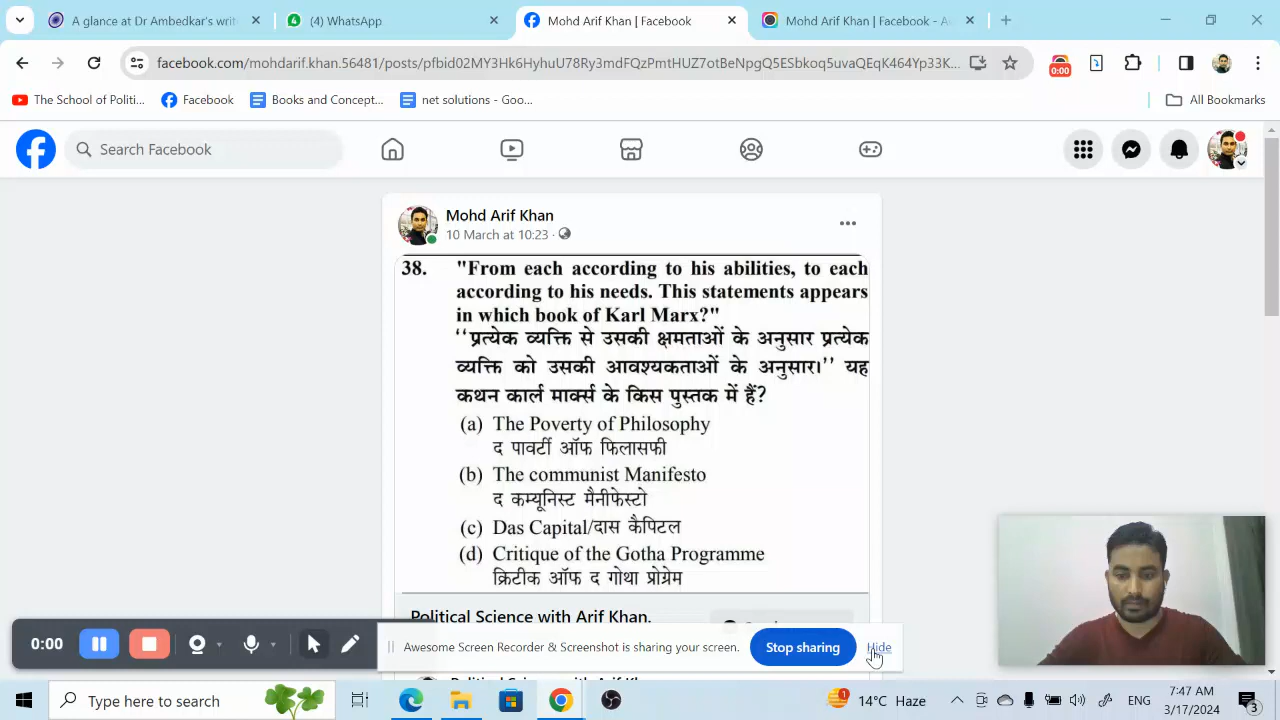 A glance at Dr Ambedkar's writ
(4) WhatsApp
Mohd Arif Khan | Facebook
Mohd Arif Khan | Facebook - A
facebook.com/mohdarif.khan.50
0:00
The School of Politi...
Facebook
Books and Concept...
net solutions - Goo...
All Bookmarks
Search Facebook
Mohd Arif Khan
10 March at 10:23 ·
38. "From each according to his abilities, to each
according to his needs. This statements appears
in which book of Karl Marx?"
‘‘प्रत्येक व्यक्ति से उसकी क्षमताओं के अनुसार प्रत्येक
व्यक्ति को उसकी आवश्यकताओं के अनुसार।’’ यह
कथन कार्ल मार्क्स के किस पुस्तक में हैं?
(a) The Poverty of Philosophy
द पावर्टी ऑफ फिलासफी
(b) The communist Manifesto
द कम्यूनिस्ट मैनीफेस्टो
(c) Das Capital/दास कैपिटल
(d) Critique of the Gotha Programme
क्रिटीक ऑफ द गोथा प्रोग्रेम
Political Science with Arif Khan.
0:00
Awesome Screen Recorder & Screenshot is sharing your screen.
Stop sharing
Hide
Type here to search
1
14°C Haze
ENG
7:47 AM
3/17/2024
3